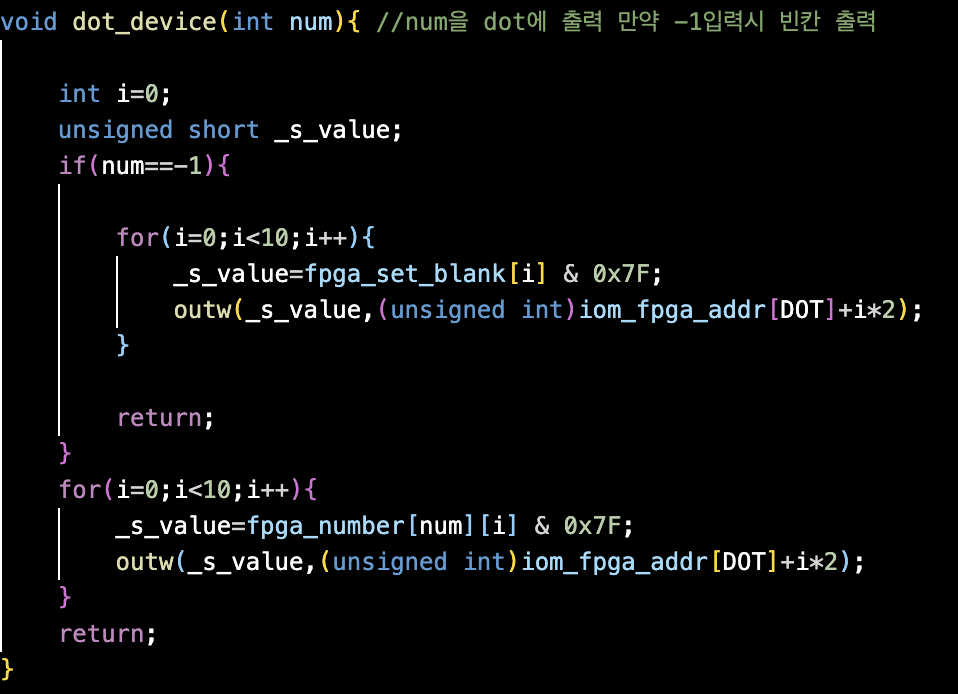 void dot_device(int num){ //num을 dot에 출력 만약 -1입력시 빈칸 출력
int i=0;
unsigned short _s_value;
if(num==-1){
for(i=0;i<10;i++){
_s_value=fpga_set_blank[i] & 0x7F;
outw(_s_value,(unsigned int)iom_fpga_addr[DOT]+i*2);
}
return;
}
for(i=0;i<10;i++){
_s_value=fpga_number[num][i] & 0x7F;
outw(_s_value,(unsigned int)iom_fpga_addr[DOT]+i*2);
}
return;
}